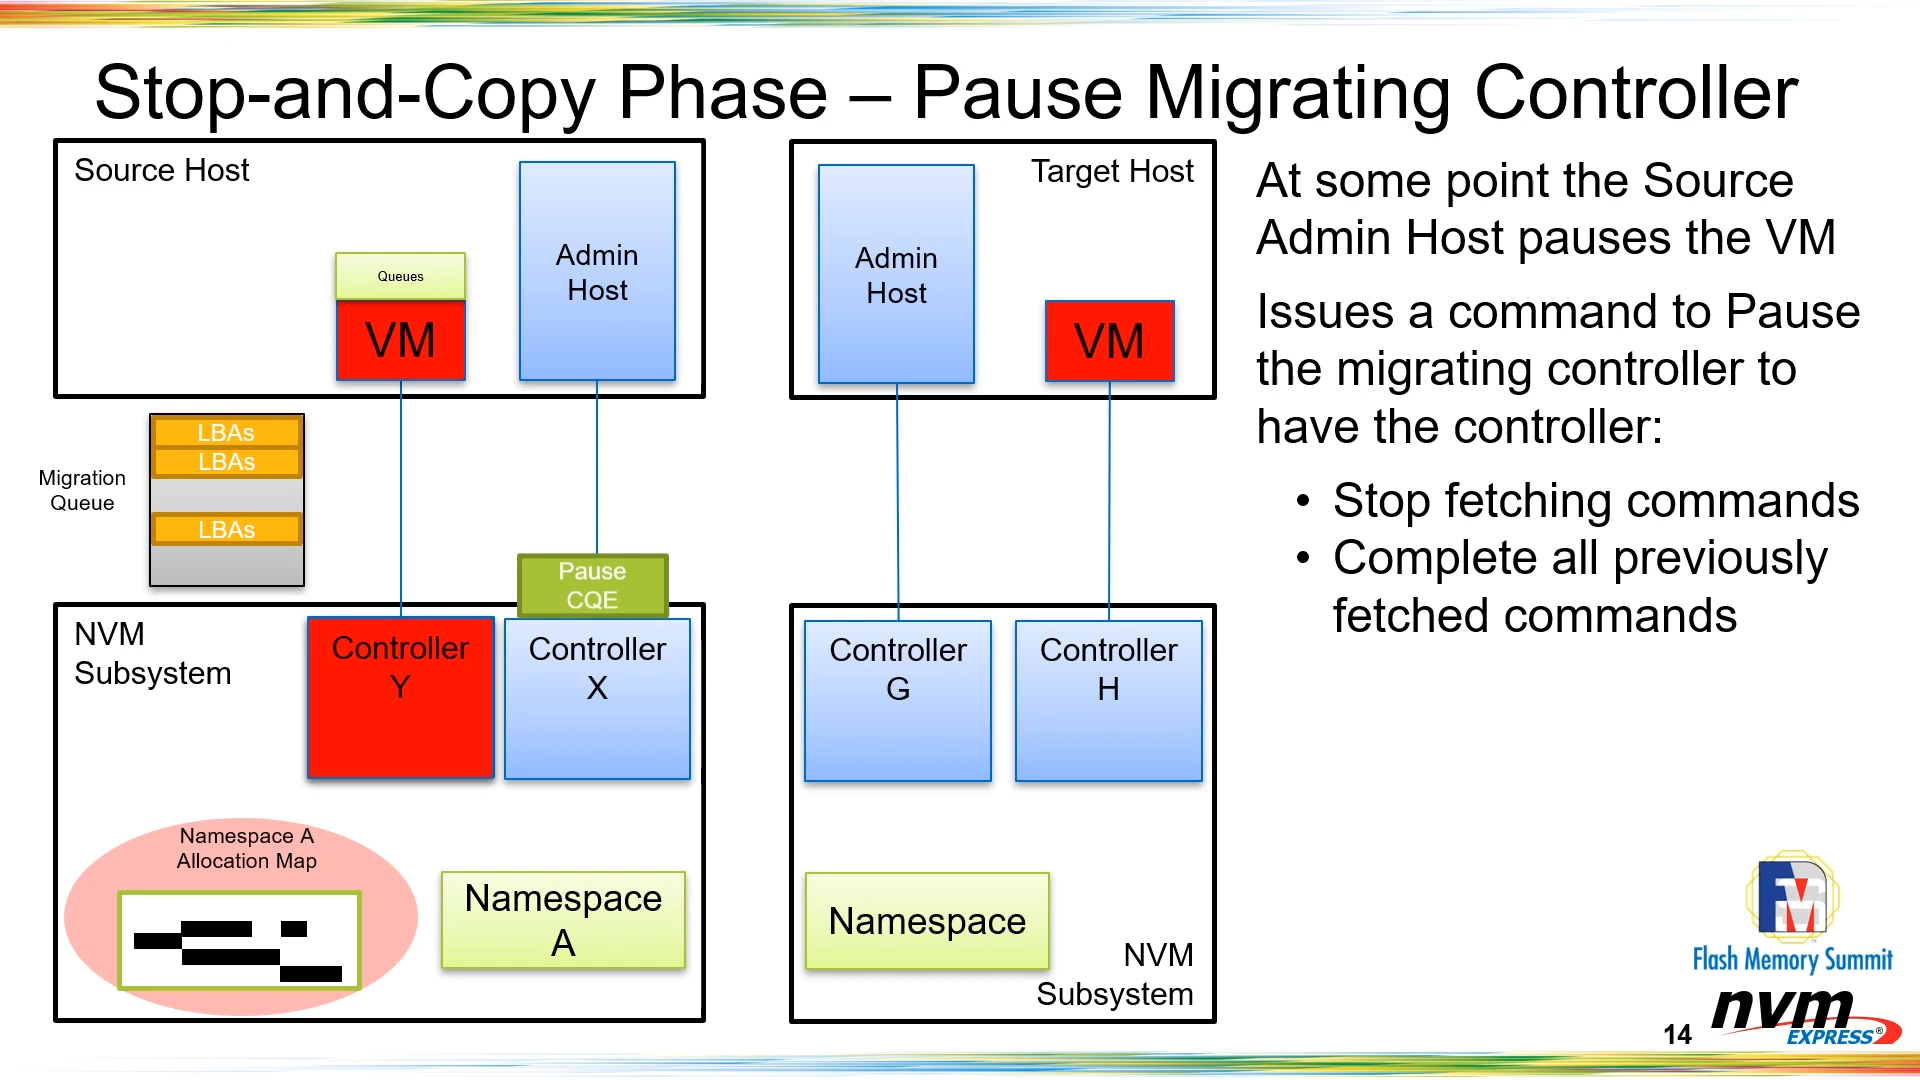 Stop-and-Copy Phase – Pause Migrating Controller
Source Host
Admin
Host
Queues
VM
Target Host
Admin
Host
VM
Migration
Queue
LBAs
LBAs
LBAs
Pause
CQE
NVM
Subsystem
Controller
Y
Controller
X
Controller
G
Controller
H
Namespace A
Allocation Map
Namespace
A
Namespace
NVM
Subsystem
At some point the Source
Admin Host pauses the VM
Issues a command to Pause
the migrating controller to
have the controller:
• Stop fetching commands
• Complete all previously
fetched commands
FMS
Flash Memory Summit
nvm
EXPRESS®
14